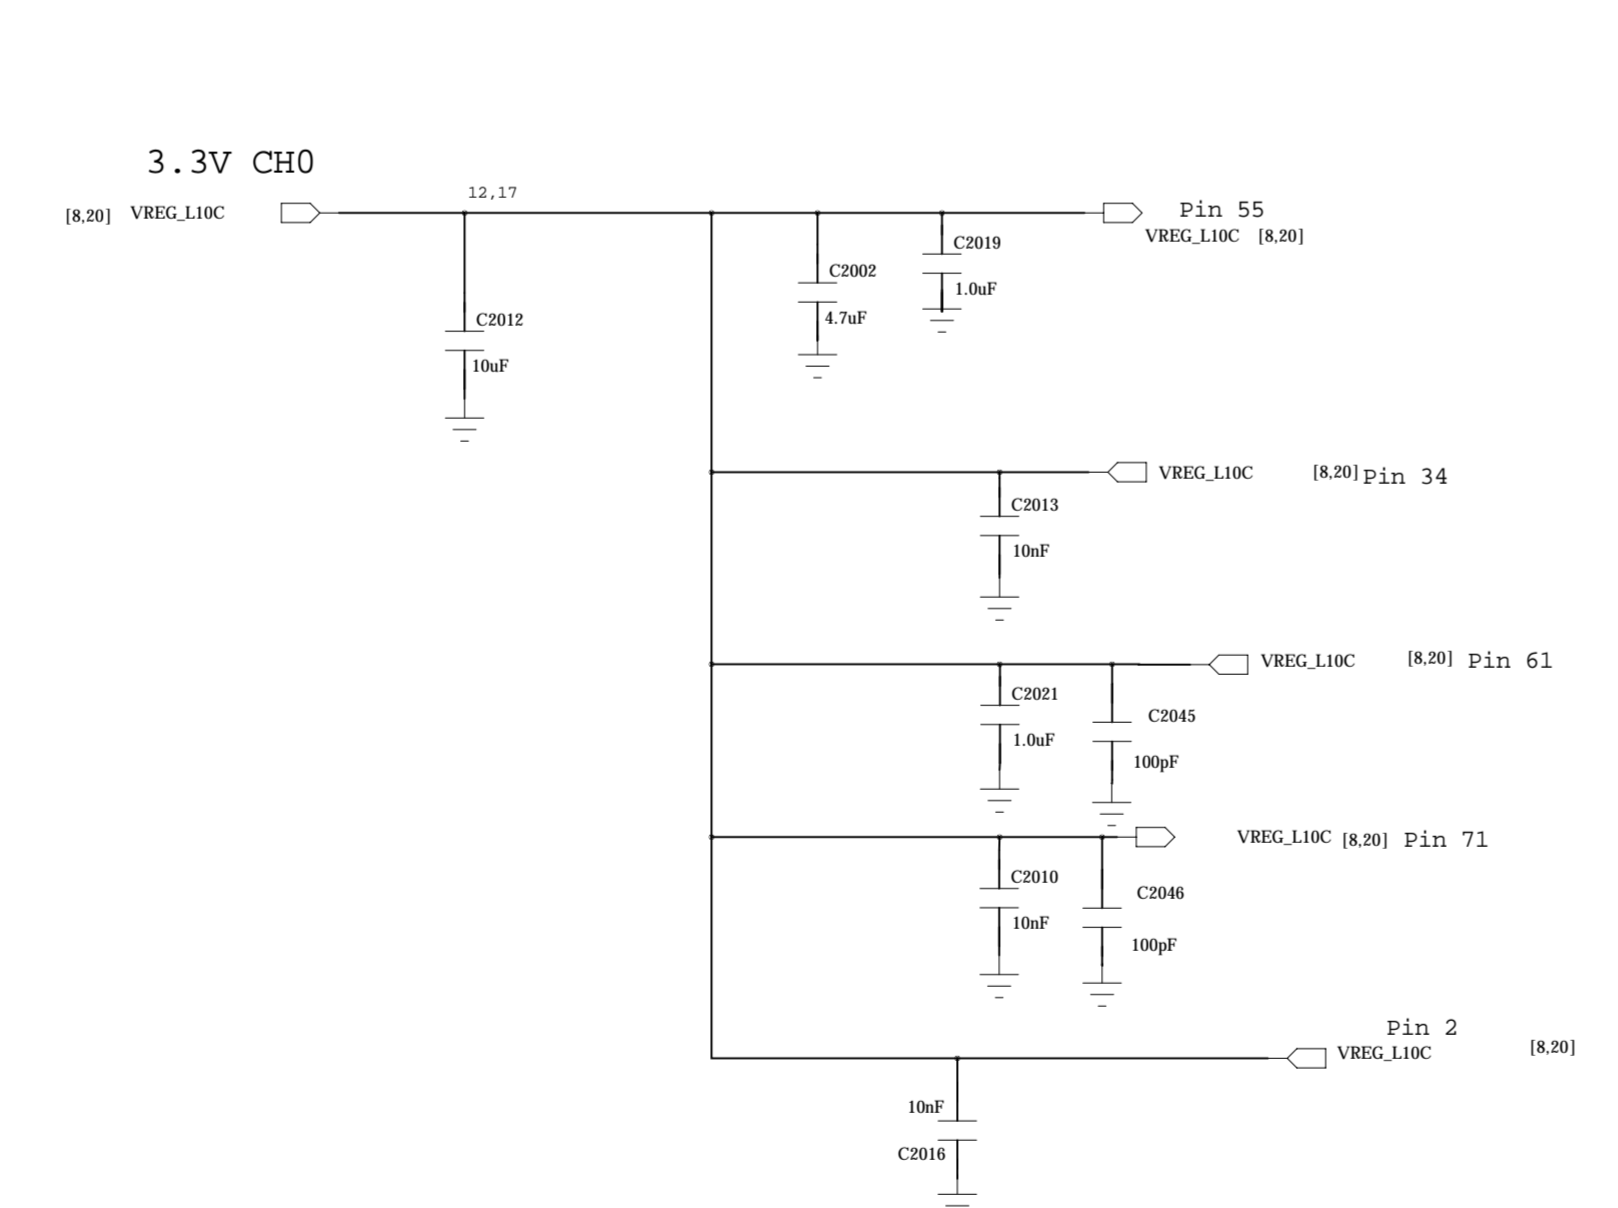 3.3V CH0
12,17
[8,20] VREG_L10C
Pin 55
VREG_L10C [8,20]
C2019
1.0uF
C2002
4.7uF
C2012
10uF
VREG_L10C [8,20] Pin 34
C2013
10nF
VREG_L10C [8,20] Pin 61
C2021
1.0uF
C2045
100pF
VREG_L10C [8,20] Pin 71
C2010
10nF
C2046
100pF
Pin 2
VREG_L10C [8,20]
10nF
C2016